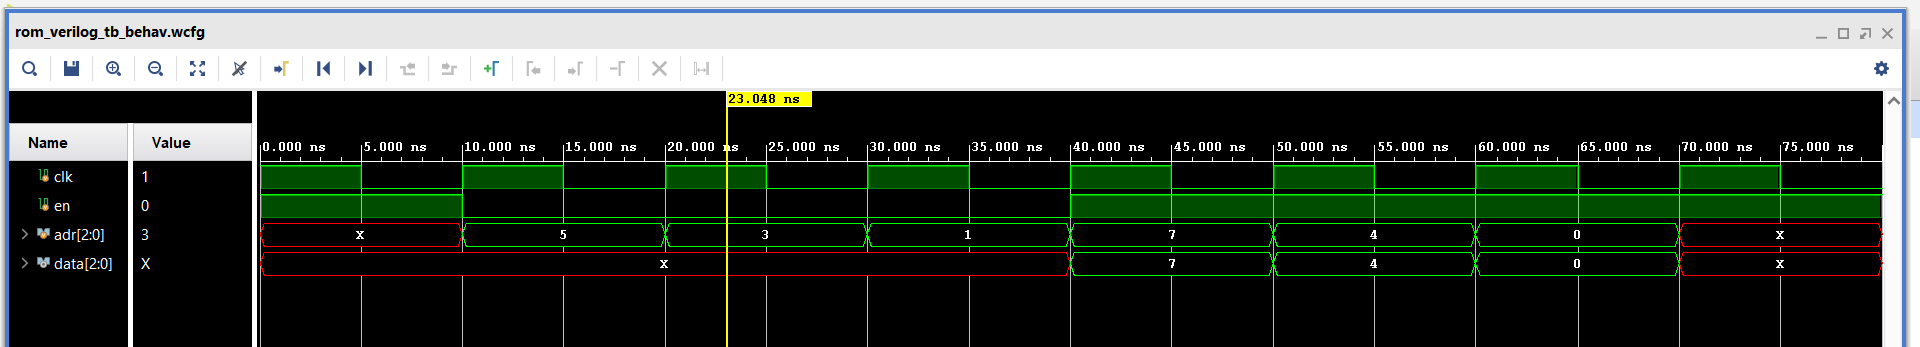 rom_verilog_tb_behav.wcfg
23.048 ns
Name Value
0.000 ns 5.000 ns 10.000 ns 15.000 ns 20.000 ns 25.000 ns 30.000 ns 35.000 ns 40.000 ns 45.000 ns 50.000 ns 55.000 ns 60.000 ns 65.000 ns 70.000 ns 75.000 ns
clk 1
en 0
adr[2:0] 3 X 5 3 1 7 4 0 X
data[2:0] X X 7 4 0 X